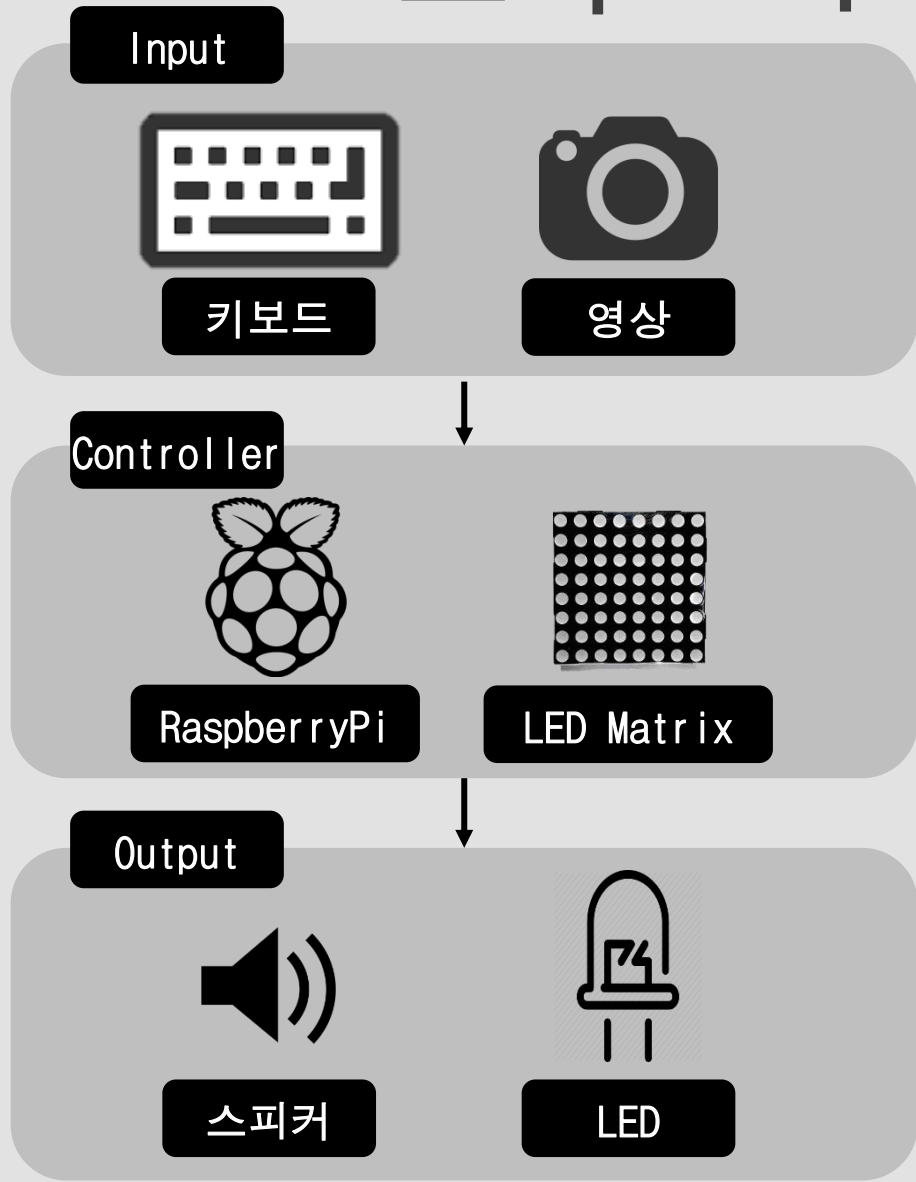 Input
키보드
영상
Controller
RaspberryPi
LED Matrix
Output
스피커
LED